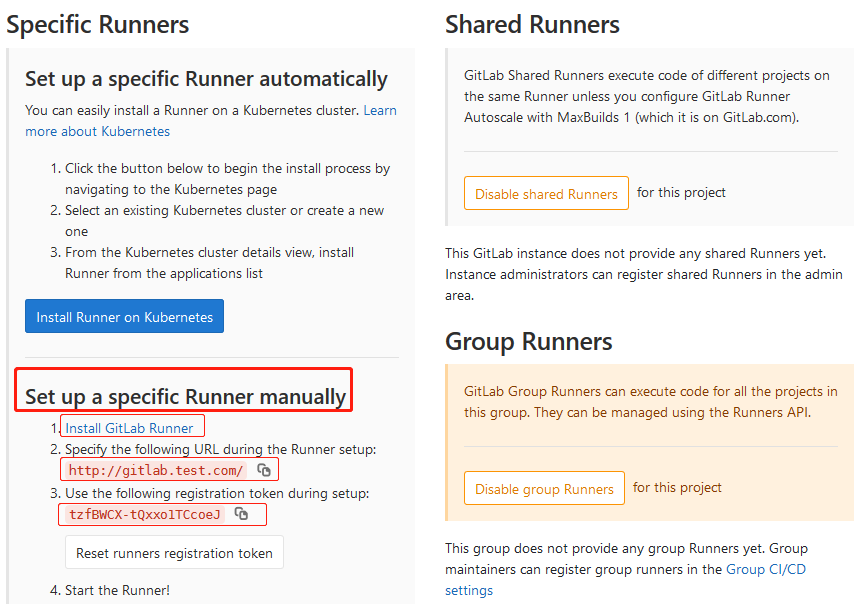 Specific Runners
Set up a specific Runner automatically
You can easily install a Runner on a Kubernetes cluster. Learn
more about Kubernetes
1. Click the button below to begin the install process by
navigating to the Kubernetes page
2. Select an existing Kubernetes cluster or create a new
one
3. From the Kubernetes cluster details view, install
Runner from the applications list
Install Runner on Kubernetes
Set up a specific Runner manually
1. Install GitLab Runner
2. Specify the following URL during the Runner setup:
http://gitlab.test.com/
3. Use the following registration token during setup:
tzfBWCX-tQxxo1TCcoeJ
Reset runners registration token
4. Start the Runner!
Shared Runners
GitLab Shared Runners execute code of different projects on
the same Runner unless you configure GitLab Runner
Autoscale with MaxBuilds 1 (which it is on GitLab.com).
Disable shared Runners for this project
This GitLab instance does not provide any shared Runners yet.
Instance administrators can register shared Runners in the admin
area.
Group Runners
GitLab Group Runners can execute code for all the projects in
this group. They can be managed using the Runners API.
Disable group Runners for this project
This group does not provide any group Runners yet. Group
maintainers can register group runners in the Group CI/CD
settings